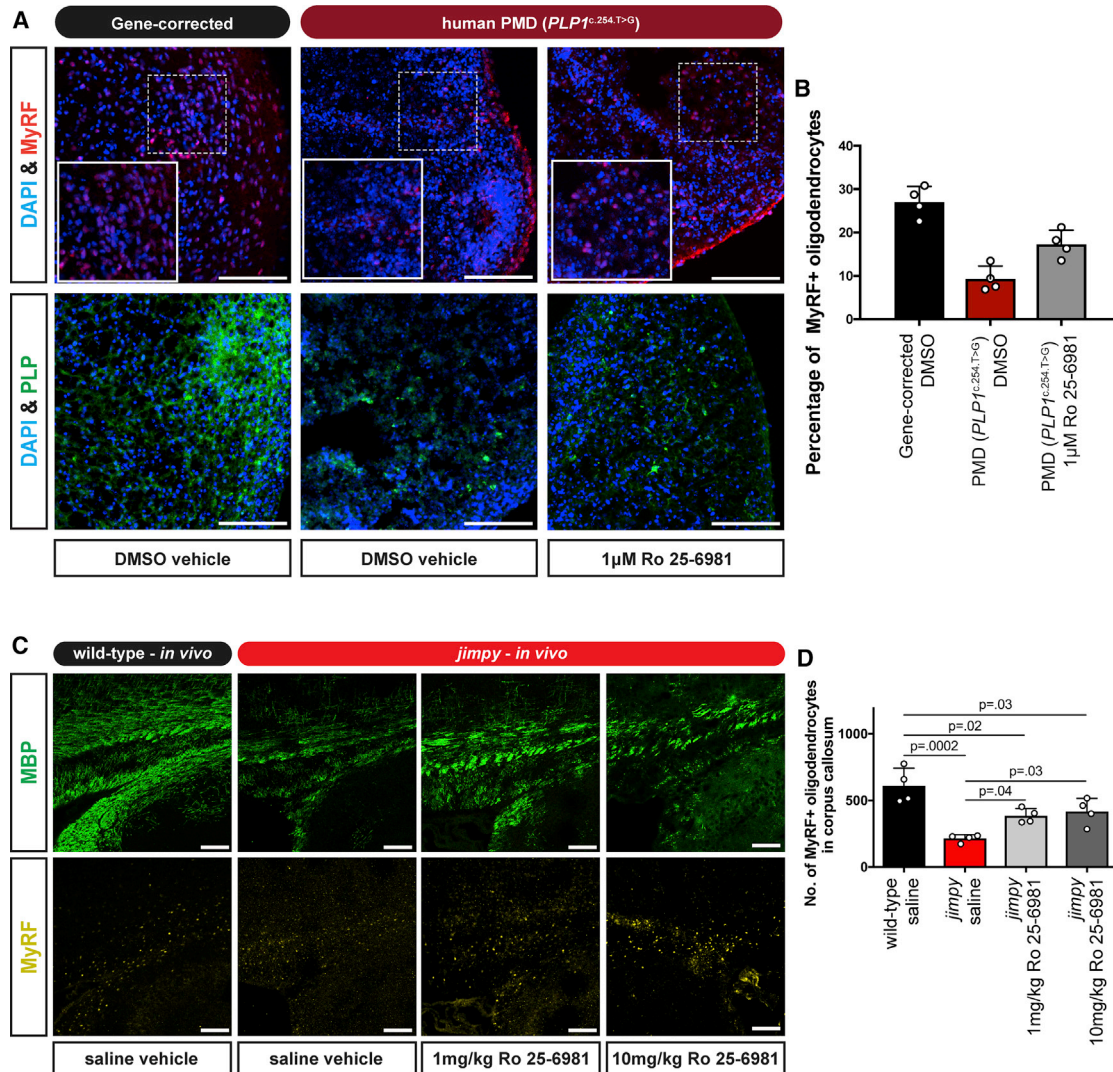 A
Gene-corrected
human PMD (PLP1c.254.T>G)
DAPI & MyRF
DAPI & PLP
DMSO vehicle
DMSO vehicle
1µM Ro 25-6981
B
Percentage of MyRF+ oligodendrocytes
40
30
20
10
0
Gene-corrected
DMSO
PMD (PLP1c.254.T>G)
DMSO
PMD (PLP1c.254.T>G)
1µM Ro 25-6981
C
wild-type - in vivo
jimpy - in vivo
MBP
MyRF
saline vehicle
saline vehicle
1mg/kg Ro 25-6981
10mg/kg Ro 25-6981
D
No. of MyRF+ oligodendrocytes
in corpus callosum
1000
500
0
p=.03
p=.02
p=.0002
p=.03
p=.04
wild-type
saline
jimpy
saline
jimpy
1mg/kg Ro 25-6981
jimpy
10mg/kg Ro 25-6981